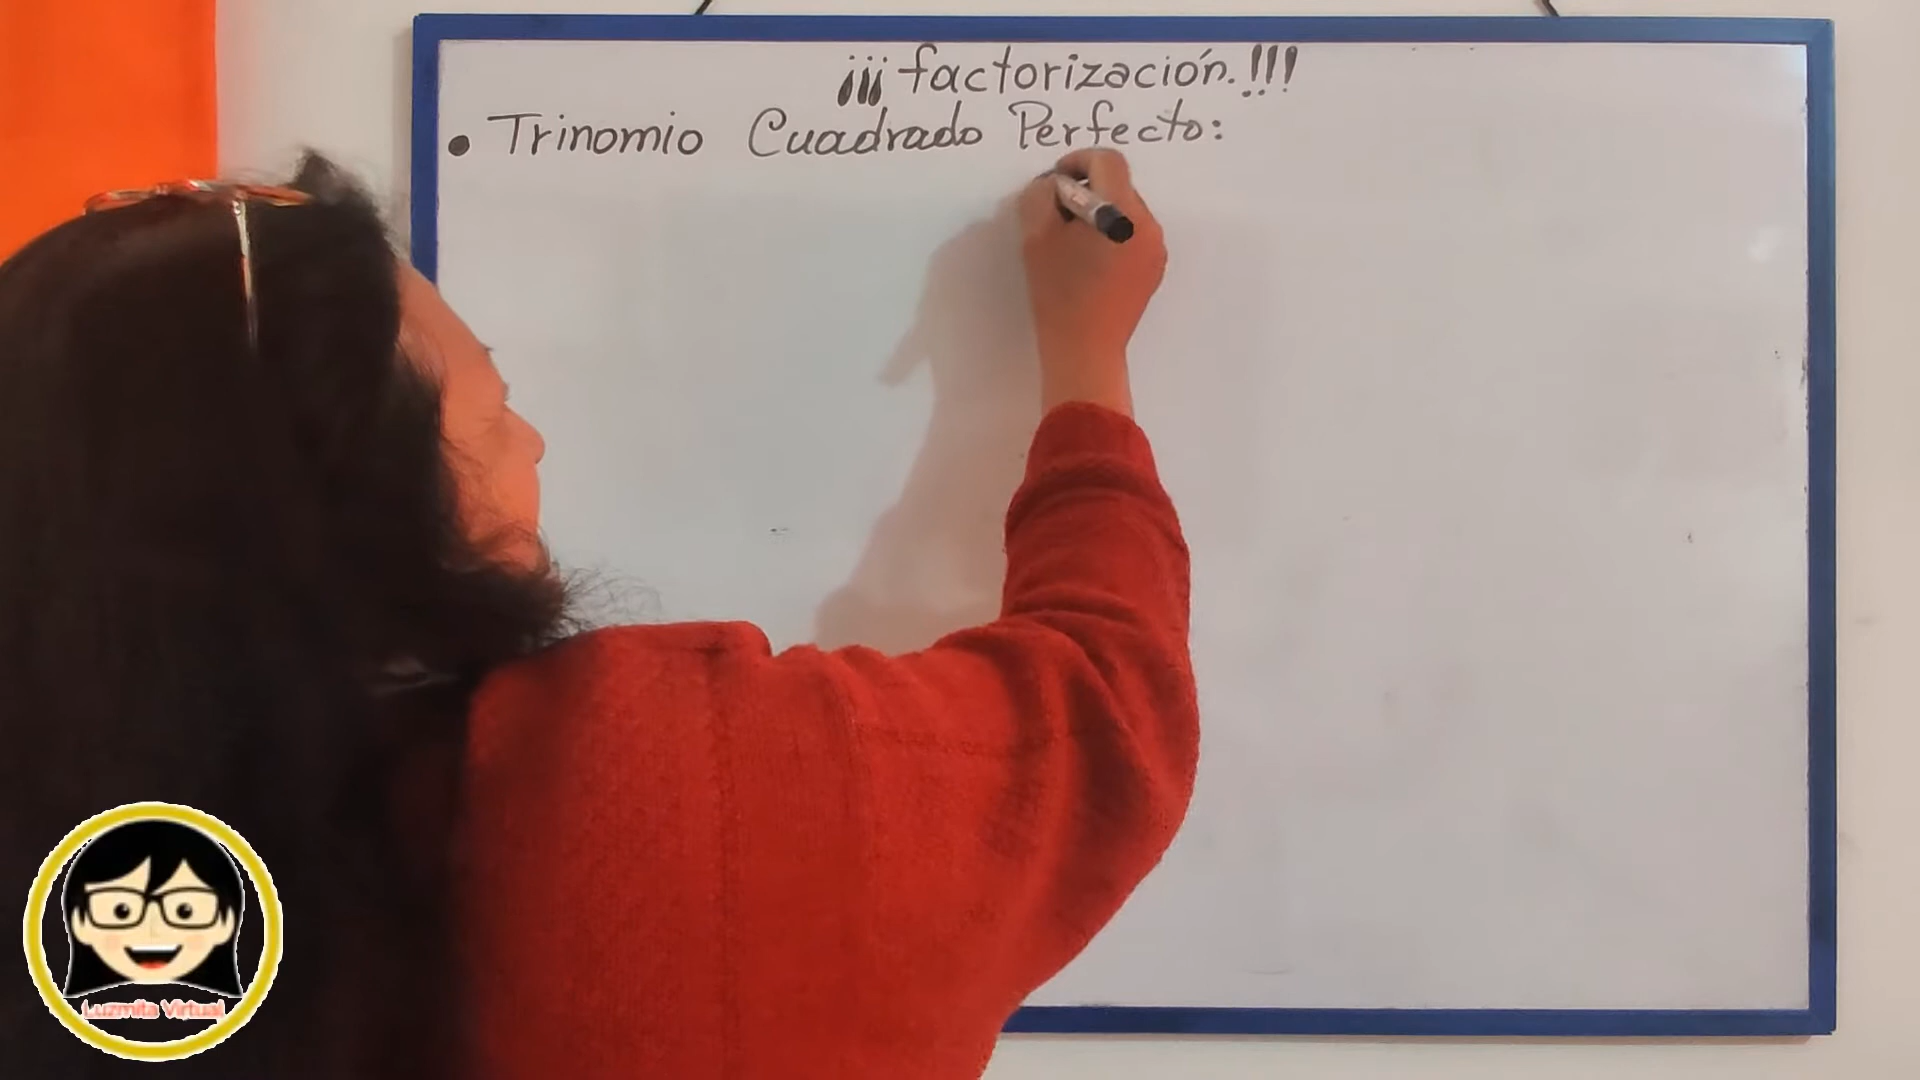 ¡¡¡factorización.!!!
• Trinomio Cuadrado Perfecto:
Luzmita Virtual